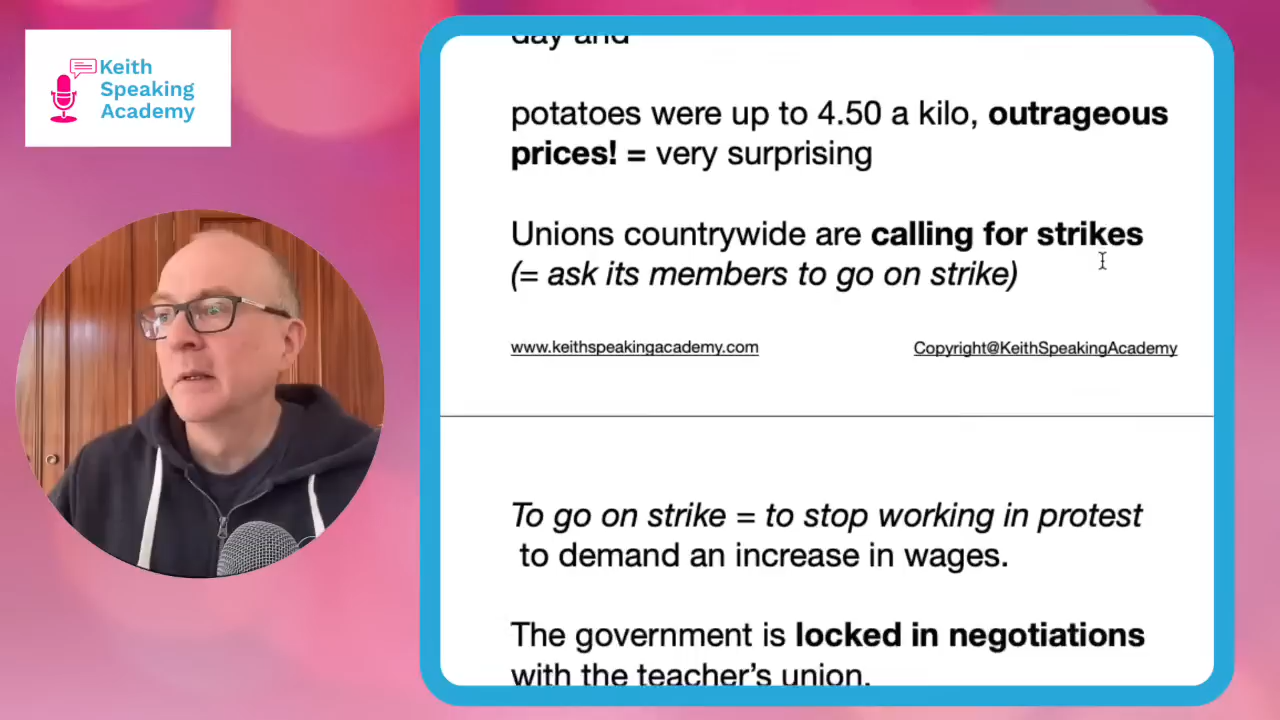 Keith
Speaking
Academy
day and
potatoes were up to 4.50 a kilo, outrageous
prices! = very surprising
Unions countrywide are calling for strikes
(= ask its members to go on strike)
www.keithspeakingacademy.com Copyright@KeithSpeakingAcademy
To go on strike = to stop working in protest
to demand an increase in wages.
The government is locked in negotiations
with the teacher's union.